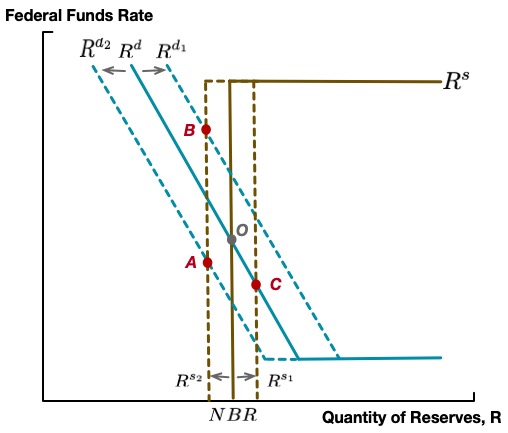 Federal Funds Rate
R^{d_2} R^d R^{d_1}
R^s
B
O
A
C
R^{s_2} R^{s_1}
NBR
Quantity of Reserves, R